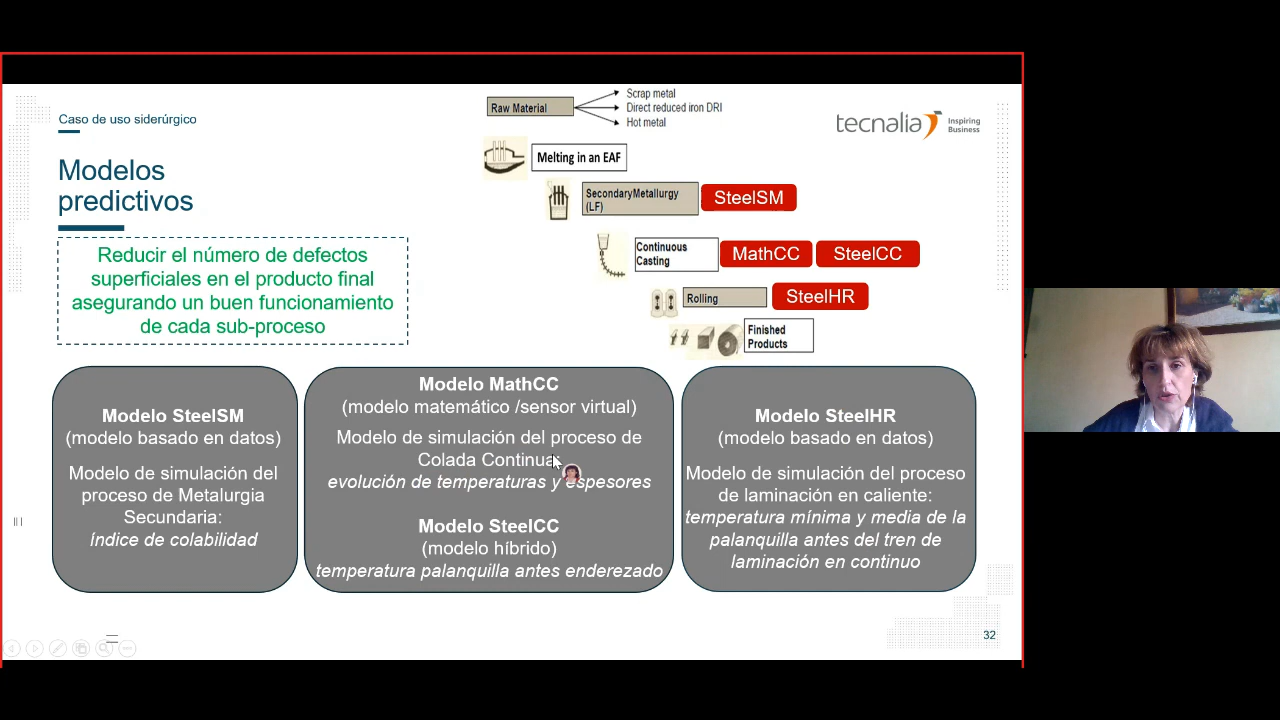 Caso de uso siderúrgico
Modelos
predictivos
Reducir el número de defectos
superficiales en el producto final
asegurando un buen funcionamiento
de cada sub-proceso
Raw Material
Scrap metal
Direct reduced iron DRI
Hot metal
tecnalia
Inspiring
Business
Melting in an EAF
SecondaryMetallurgy
(LF)
SteelSM
Continuous
Casting
MathCC
SteelCC
Rolling
SteelHR
Finished
Products
Modelo SteelSM
(modelo basado en datos)
Modelo de simulación del
proceso de Metalurgia
Secundaria:
índice de colabilidad
Modelo MathCC
(modelo matemático /sensor virtual)
Modelo de simulación del proceso de
Colada Continua:
evolución de temperaturas y espesores
Modelo SteelCC
(modelo híbrido)
temperatura palanquilla antes enderezado
Modelo SteelHR
(modelo basado en datos)
Modelo de simulación del proceso
de laminación en caliente:
temperatura mínima y media de la
palanquilla antes del tren de
laminación en continuo
32